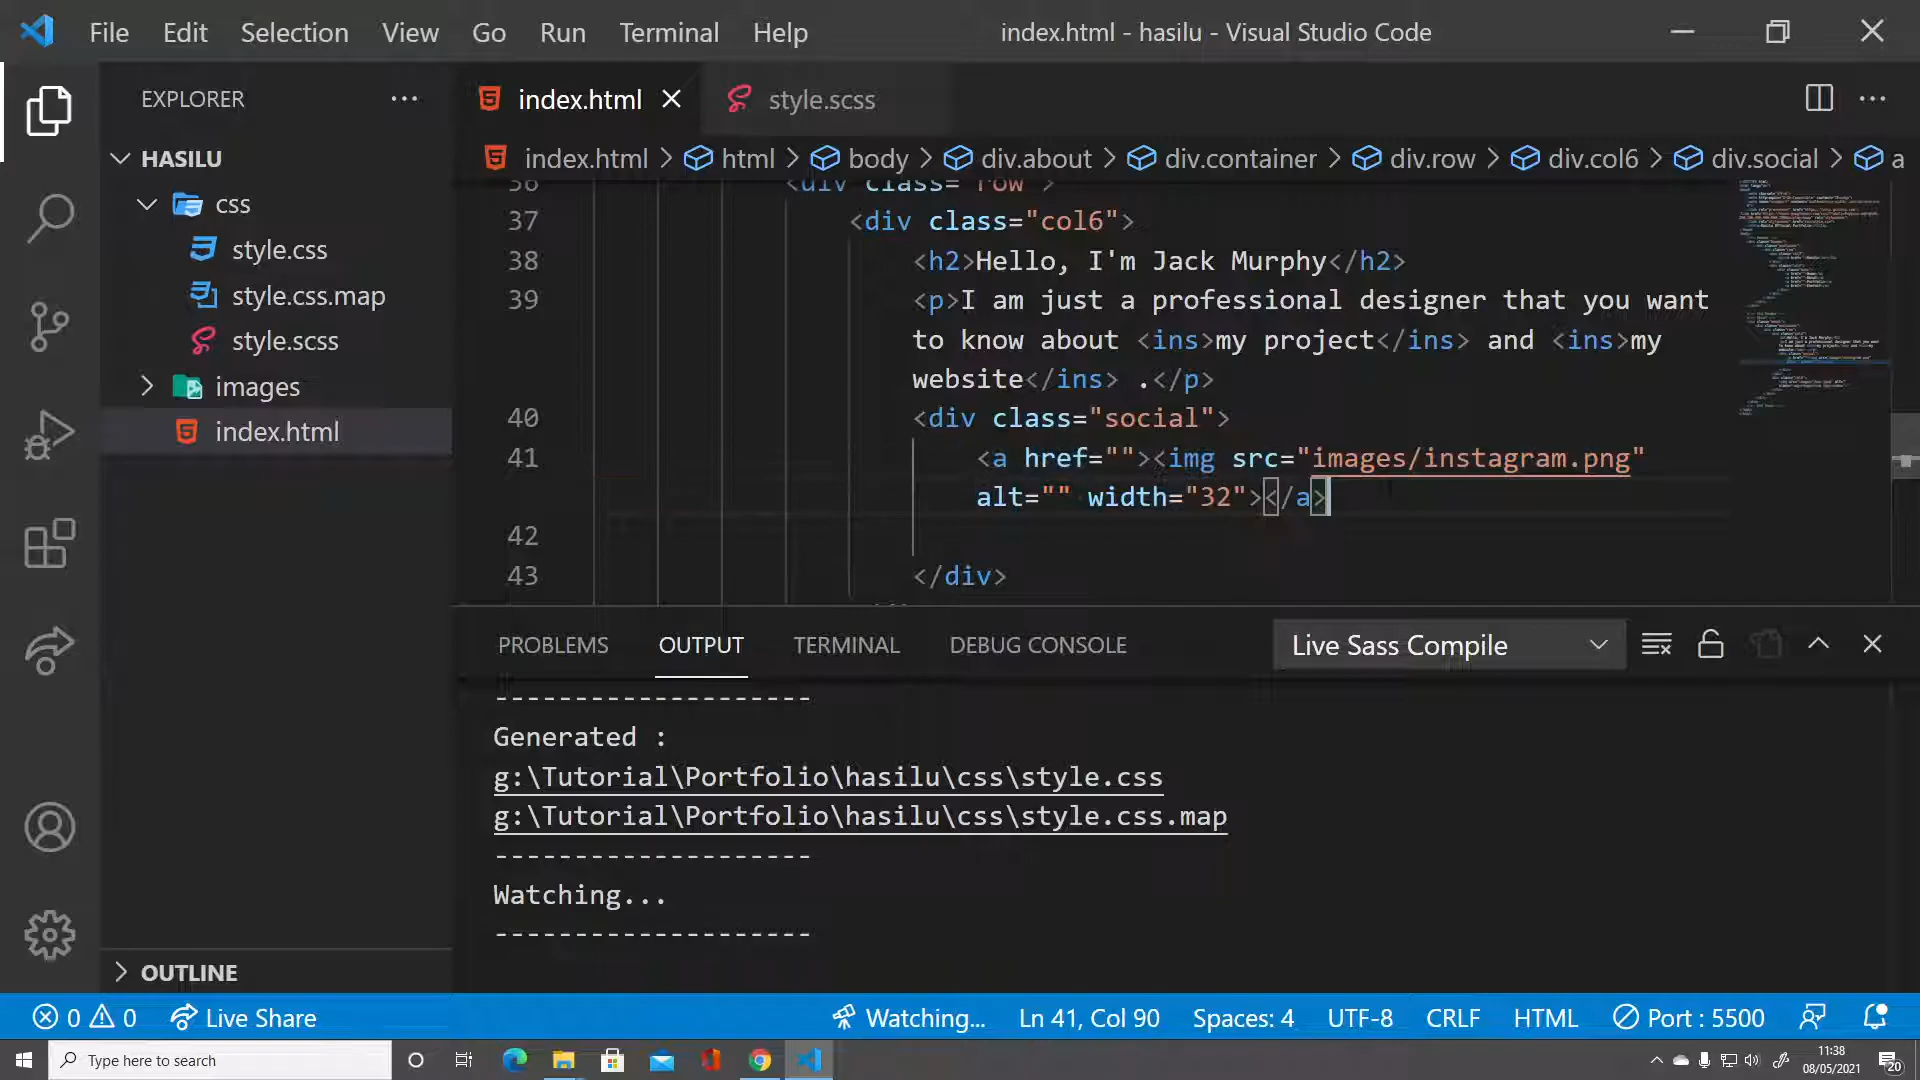 File Edit Selection View Go Run Terminal Help
index.html - hasilu - Visual Studio Code
EXPLORER
HASILU
css
style.css
style.css.map
style.scss
images
index.html
OUTLINE
index.html style.scss
index.html html body div.about div.container div.row div.col6 div.social a
36 <div class="row">
37 <div class="col6">
38 <h2>Hello, I'm Jack Murphy</h2>
39 <p>I am just a professional designer that you want
to know about <ins>my project</ins> and <ins>my
website</ins> .</p>
40 <div class="social">
41 <a href=""><img src="images/instagram.png"
alt="" width="32"></a>
42
43 </div>
PROBLEMS OUTPUT TERMINAL DEBUG CONSOLE
Live Sass Compile
--------------------
Generated :
g:\Tutorial\Portfolio\hasilu\css\style.css
g:\Tutorial\Portfolio\hasilu\css\style.css.map
--------------------
Watching...
--------------------
0 0 Live Share
Watching... Ln 41, Col 90 Spaces: 4 UTF-8 CRLF HTML Port : 5500
Type here to search
11:38
08/05/2021
20